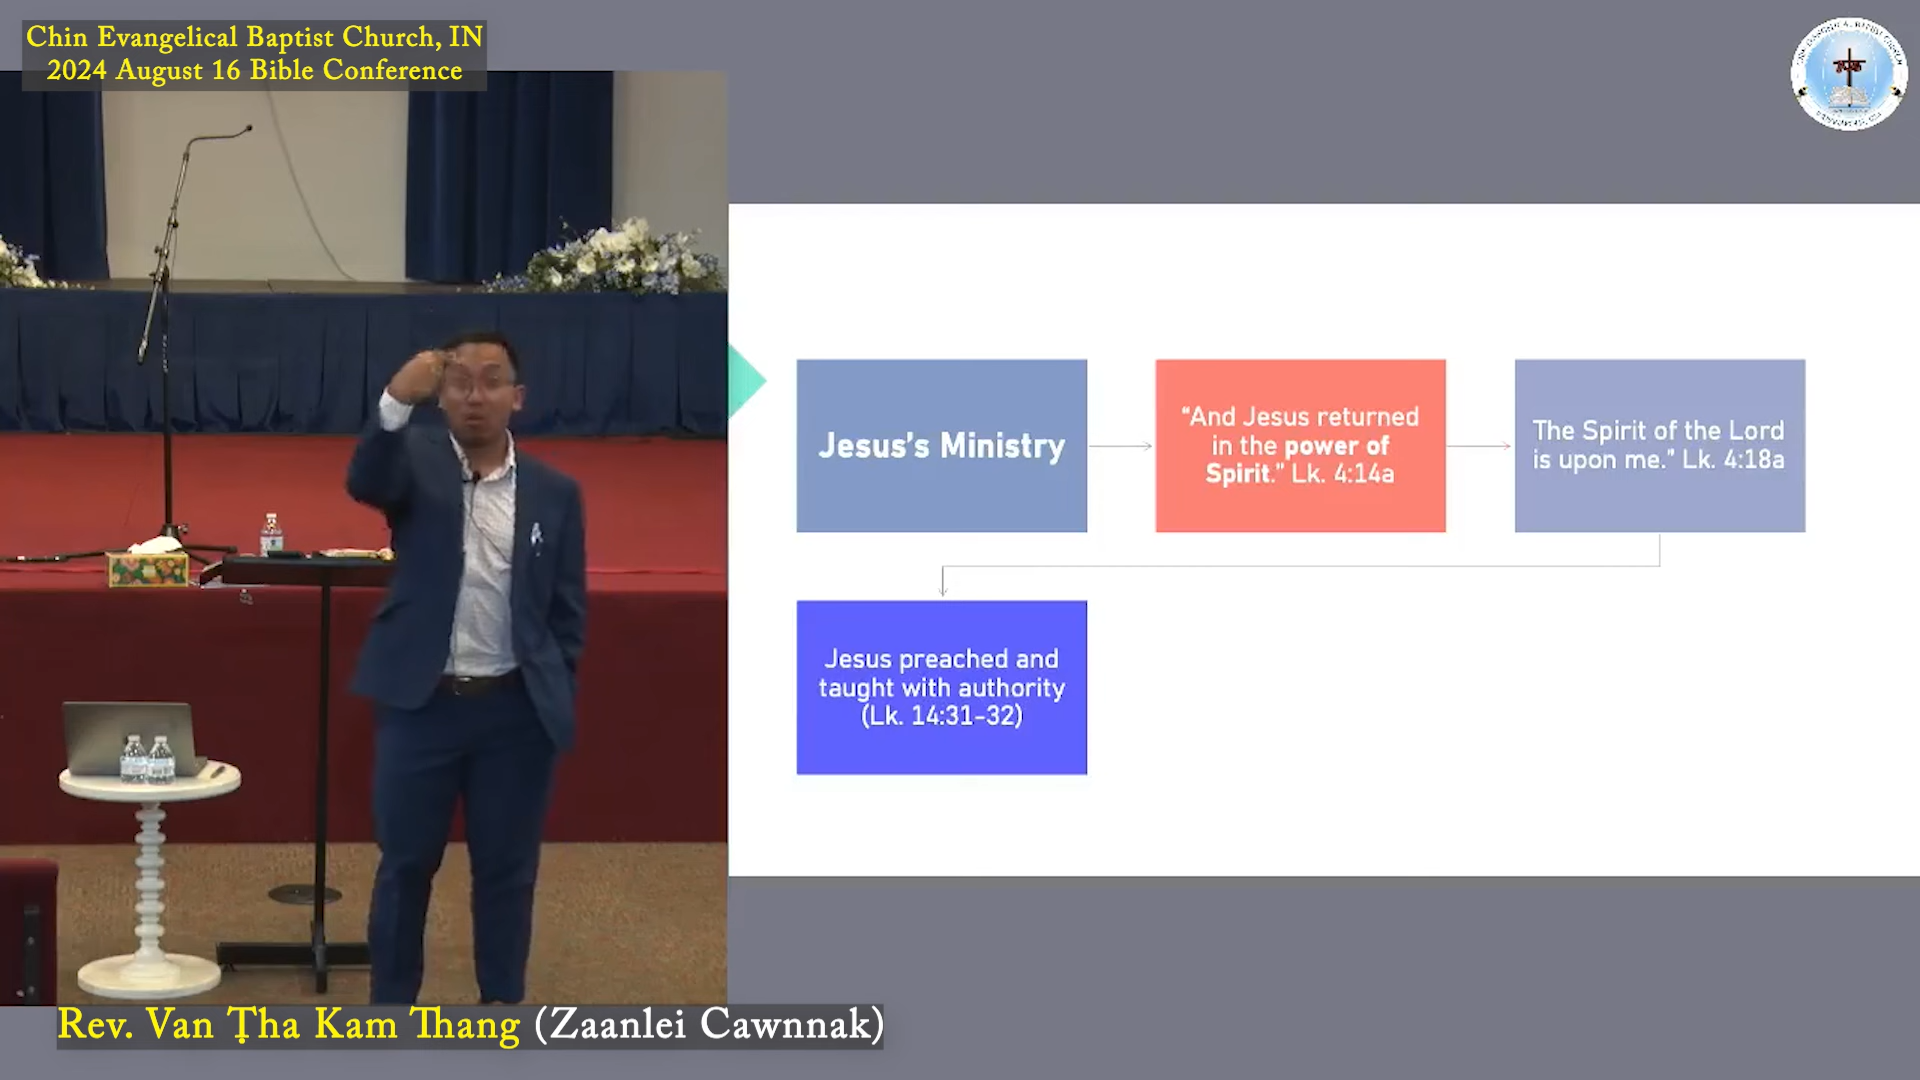 Chin Evangelical Baptist Church, IN
2024 August 16 Bible Conference
Jesus's Ministry
“And Jesus returned
in the power of
Spirit.” Lk. 4:14a
The Spirit of the Lord
is upon me.” Lk. 4:18a
Jesus preached and
taught with authority
(Lk. 14:31-32)
Rev. Van Ṭha Kam Thang (Zaanlei Cawnnak)